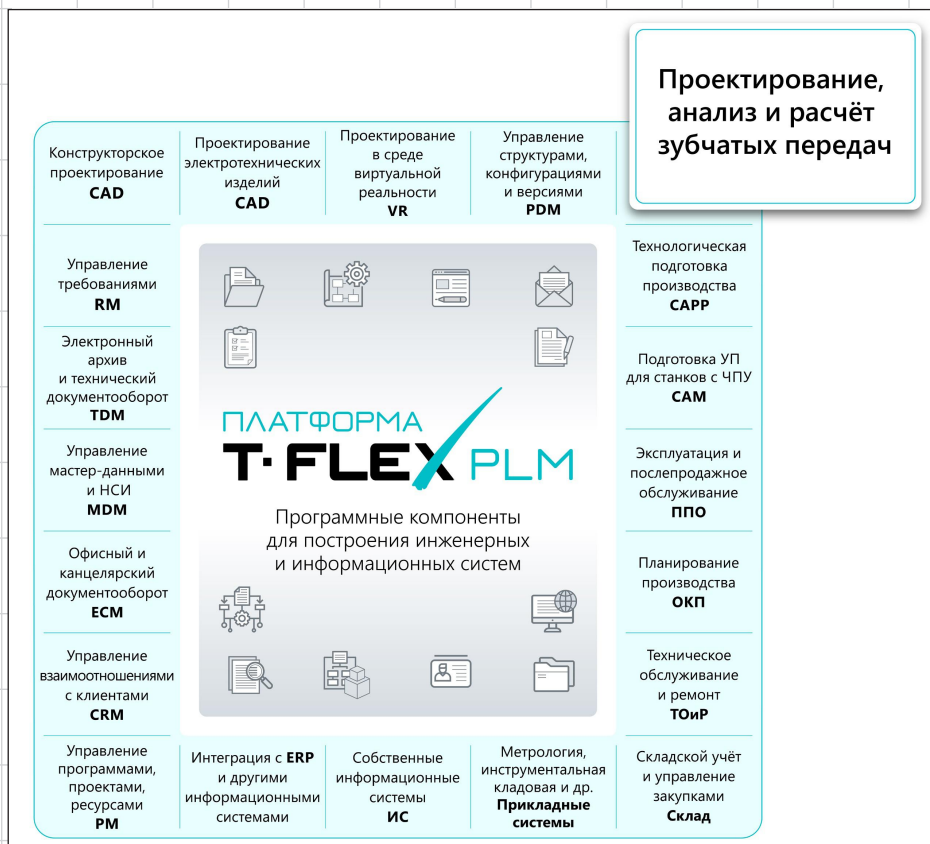 Проектирование,
анализ и расчёт
зубчатых передач
Конструкторское
проектирование
CAD
Проектирование
электротехнических
изделий
CAD
Проектирование
в среде
виртуальной
реальности
VR
Управление
структурами,
конфигурациями
и версиями
PDM
Управление
требованиями
RM
Технологическая
подготовка
производства
CAPP
Электронный
архив
и технический
документооборот
TDM
Подготовка УП
для станков с ЧПУ
CAM
Управление
мастер-данными
и НСИ
MDM
ПЛАТФОРМА
T-FLEX PLM
Программные компоненты
для построения инженерных
и информационных систем
Эксплуатация и
послепродажное
обслуживание
ППО
Офисный и
канцелярский
документооборот
ECM
Планирование
производства
ОКП
Управление
взаимоотношениями
с клиентами
CRM
Техническое
обслуживание
и ремонт
ТОиР
Управление
программами,
проектами,
ресурсами
PM
Интеграция с ERP
и другими
информационными
системами
Собственные
информационные
системы
ИС
Метрология,
инструментальная
кладовая и др.
Прикладные
системы
Складской учёт
и управление
закупками
Склад